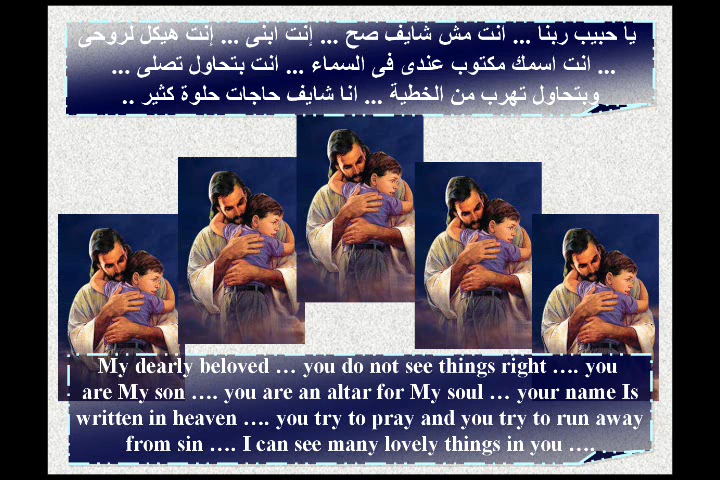 يا حبيب ربنا ... انت مش شايف صح ... إنت ابنى ... إنت هيكل لروحى
... انت اسمك مكتوب عندى فى السماء ... انت بتحاول تصلى ...
وبتحاول تهرب من الخطية ... انا شايف حاجات حلوة كتير ..
My dearly beloved … you do not see things right …. you
are My son …. you are an altar for My soul … your name Is
written in heaven …. you try to pray and you try to run away
from sin …. I can see many lovely things in you ….